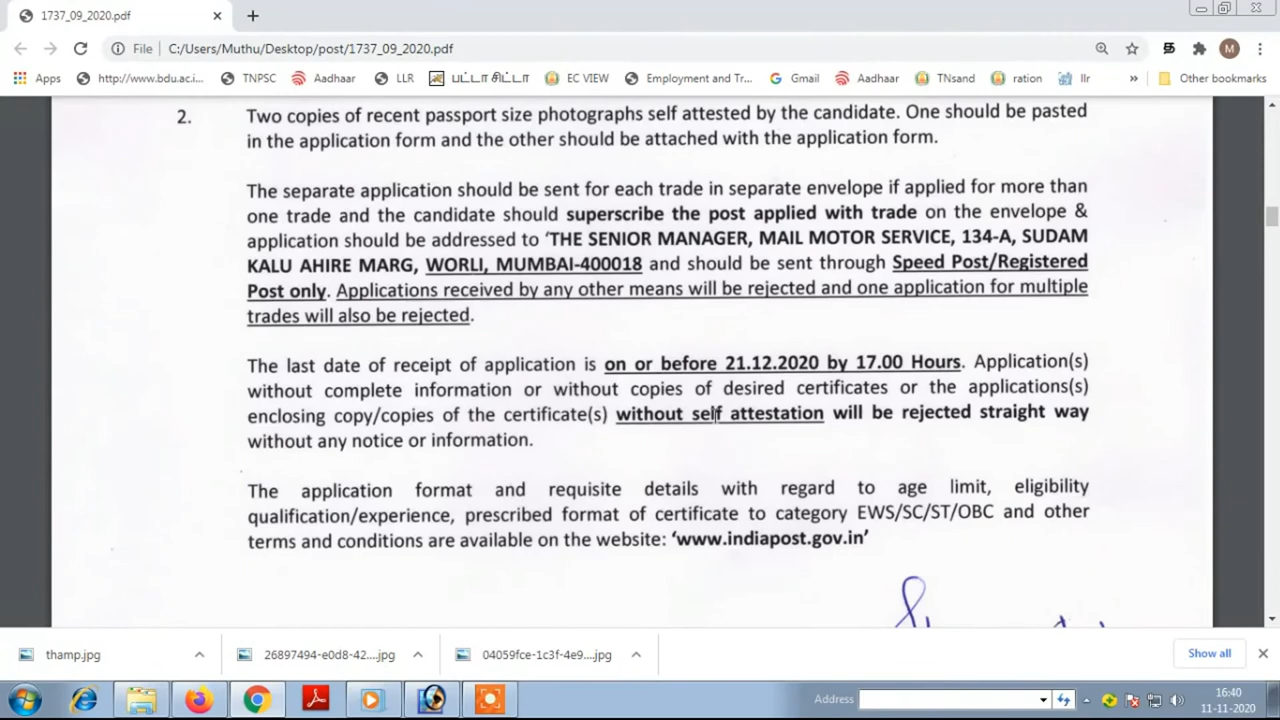 1737_09_2020.pdf
File
C:/Users/Muthu/Desktop/post/1737_09_2020.pdf
M
Apps
http://www.bdu.ac.i...
TNPSC
Aadhaar
LLR
பட்டா சிட்டா
EC VIEW
Employment and Tr...
Gmail
Aadhaar
TNsand
ration
llr
»
Other bookmarks
2. Two copies of recent passport size photographs self attested by the candidate. One should be pasted
in the application form and the other should be attached with the application form.
The separate application should be sent for each trade in separate envelope if applied for more than
one trade and the candidate should superscribe the post applied with trade on the envelope &
application should be addressed to 'THE SENIOR MANAGER, MAIL MOTOR SERVICE, 134-A, SUDAM
KALU AHIRE MARG, WORLI, MUMBAI-400018 and should be sent through Speed Post/Registered
Post only. Applications received by any other means will be rejected and one application for multiple
trades will also be rejected.
The last date of receipt of application is on or before 21.12.2020 by 17.00 Hours. Application(s)
without complete information or without copies of desired certificates or the applications(s)
enclosing copy/copies of the certificate(s) without self attestation will be rejected straight way
without any notice or information.
The application format and requisite details with regard to age limit, eligibility
qualification/experience, prescribed format of certificate to category EWS/SC/ST/OBC and other
terms and conditions are available on the website: 'www.indiapost.gov.in'
thamp.jpg
26897494-e0d8-42....jpg
04059fce-1c3f-4e9....jpg
Show all
Address
16:40
11-11-2020